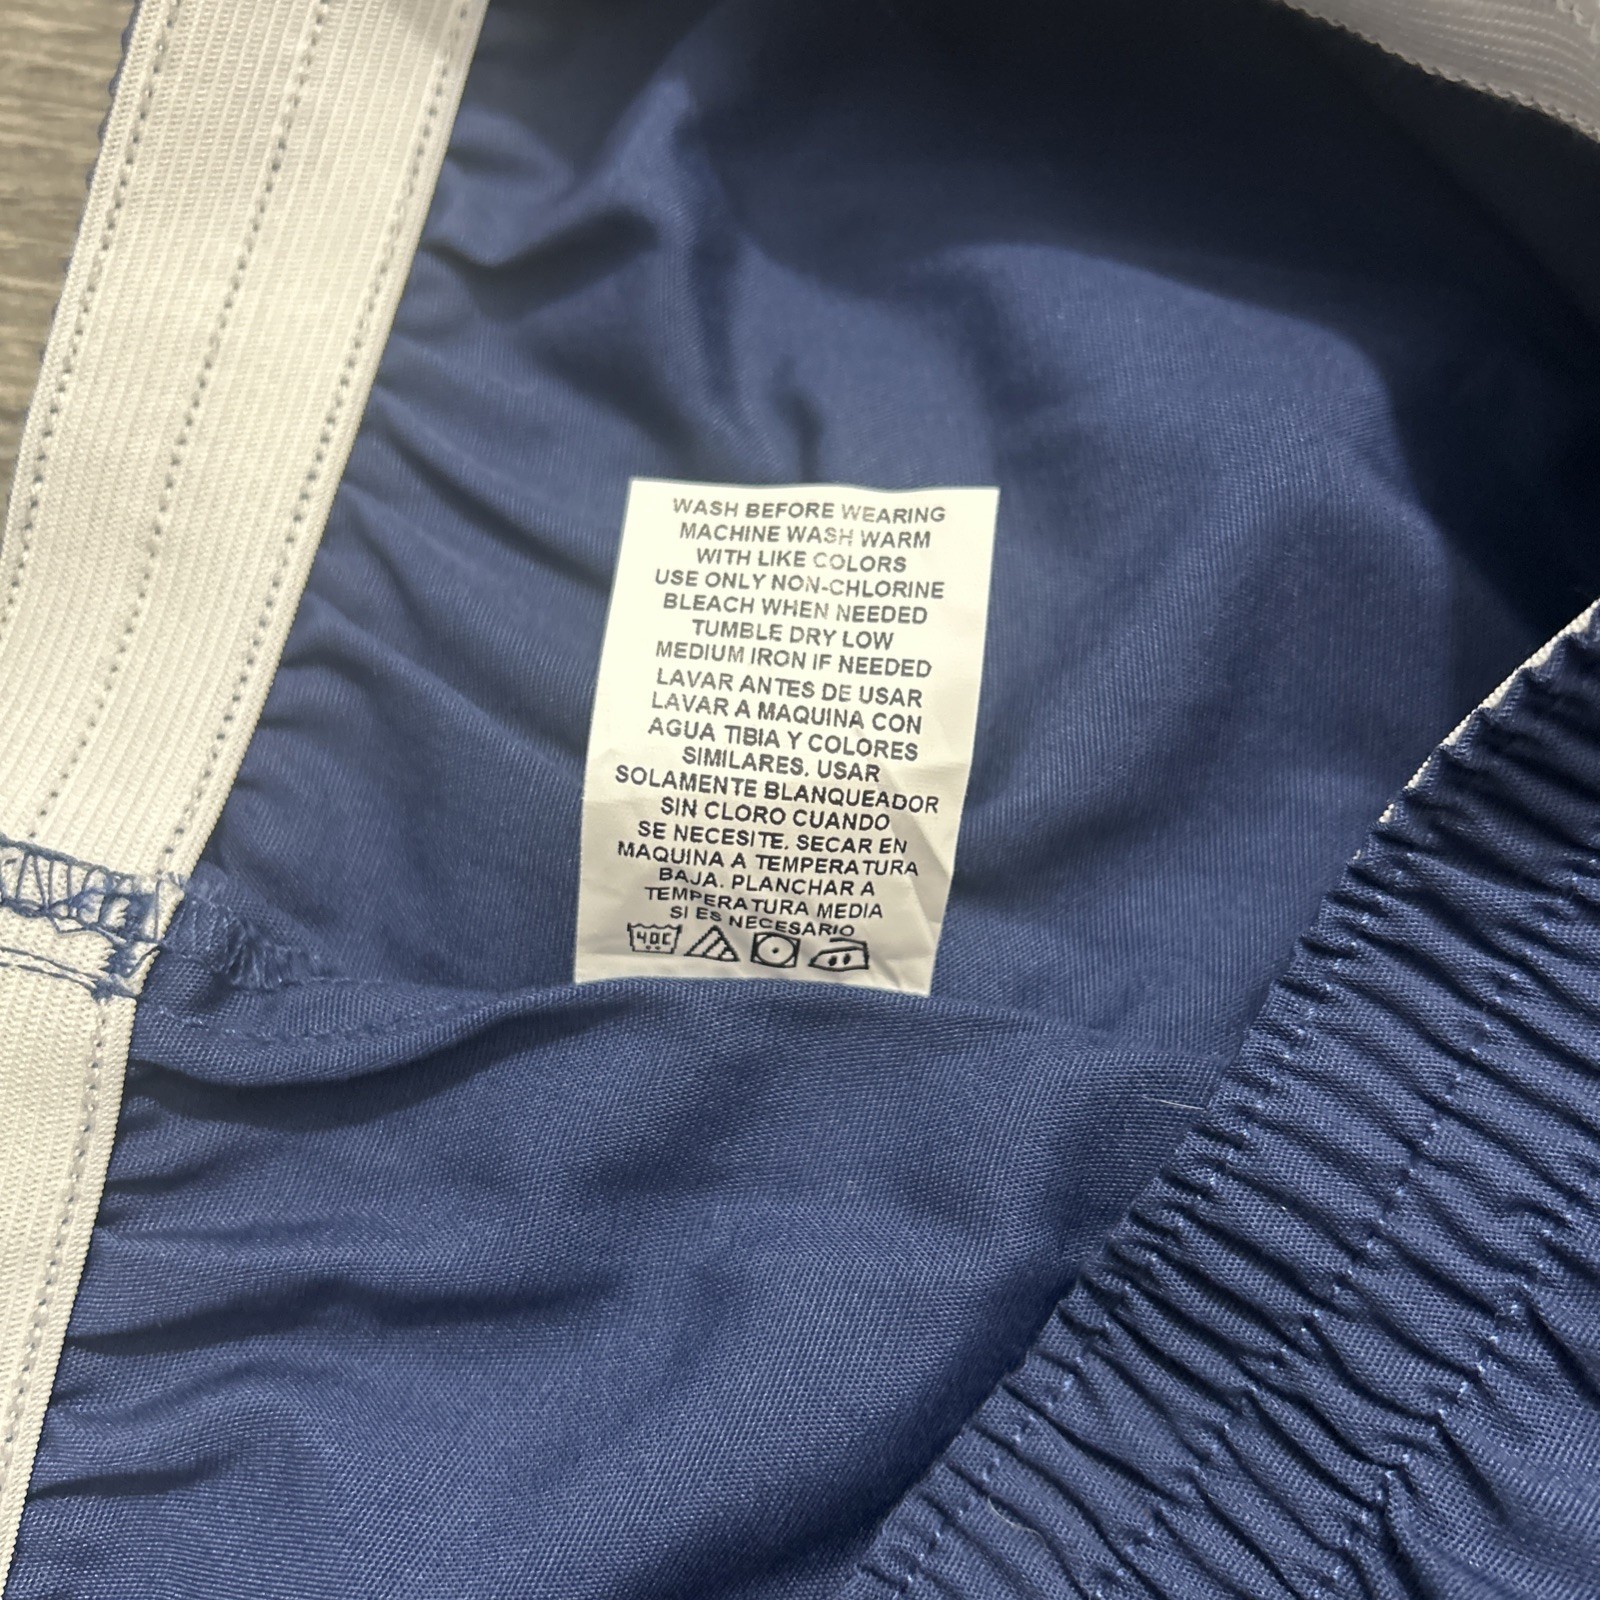 WASH BEFORE WEARING
MACHINE WASH WARM
WITH LIKE COLORS
USE ONLY NON-CHLORINE
BLEACH WHEN NEEDED
TUMBLE DRY LOW
MEDIUM IRON IF NEEDED
LAVAR ANTES DE USAR
LAVAR A MAQUINA CON
AGUA TIBIA Y COLORES
SIMILARES. USAR
SOLAMENTE BLANQUEADOR
SIN CLORO CUANDO
SE NECESITE. SECAR EN
MAQUINA A TEMPERATURA
BAJA. PLANCHAR A
TEMPERATURA MEDIA
SI ES NECESARIO
40C